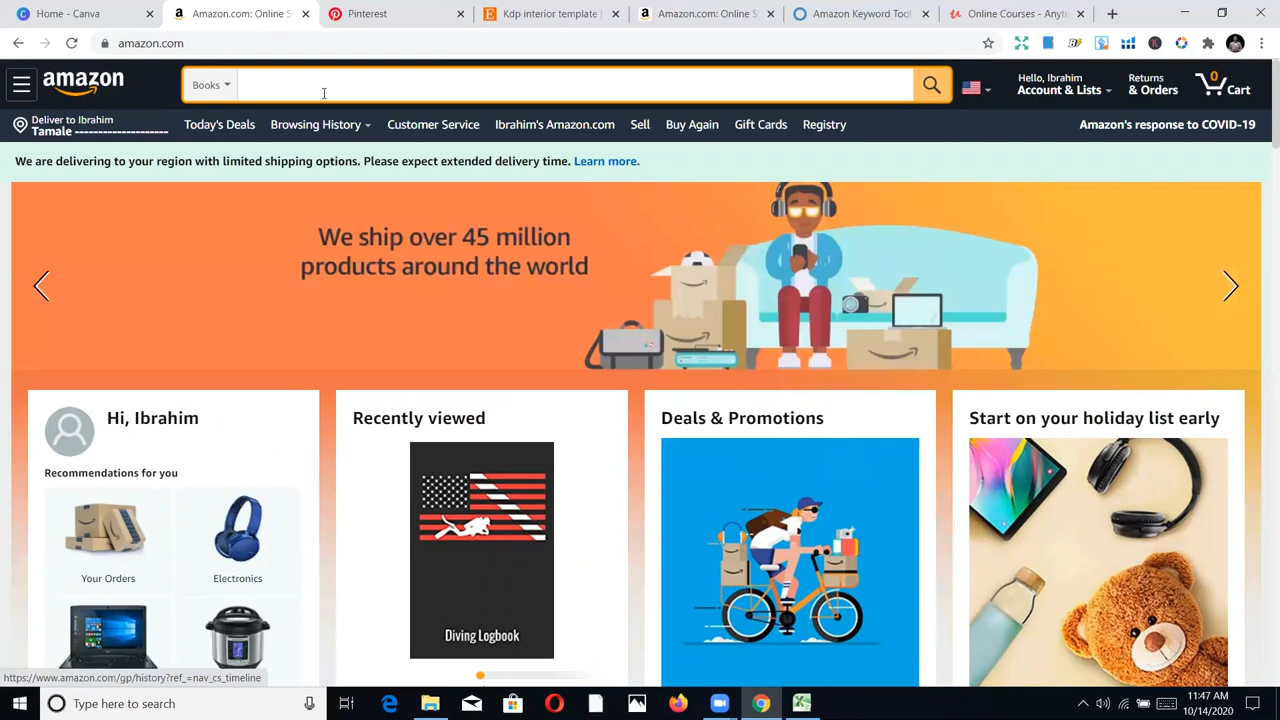 Home - Canva
Amazon.com: Online S
Pinterest
Kdp interior template
Amazon.com: Online S
Amazon Keyword Tool
Online Courses - Anyti
amazon.com
amazon
Books
Hello, Ibrahim
Account & Lists
Returns
& Orders
0
Cart
Deliver to Ibrahim
Tamale --------------------
Today's Deals
Browsing History
Customer Service
Ibrahim's Amazon.com
Sell
Buy Again
Gift Cards
Registry
Amazon's response to COVID-19
We are delivering to your region with limited shipping options. Please expect extended delivery time. Learn more.
We ship over 45 million
products around the world
Hi, Ibrahim
Recommendations for you
Your Orders
Electronics
Recently viewed
Diving Logbook
Deals & Promotions
Start on your holiday list early
https://www.amazon.com/gp/history?ref_=nav_cs_timeline
Type here to search
11:47 AM
10/14/2020